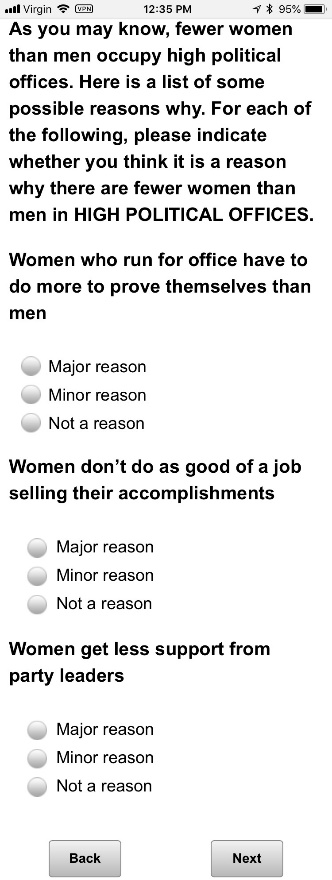 Virgin VPN 12:35 PM 95%
As you may know, fewer women
than men occupy high political
offices. Here is a list of some
possible reasons why. For each of
the following, please indicate
whether you think it is a reason
why there are fewer women than
men in HIGH POLITICAL OFFICES.
Women who run for office have to
do more to prove themselves than
men
Major reason
Minor reason
Not a reason
Women don’t do as good of a job
selling their accomplishments
Major reason
Minor reason
Not a reason
Women get less support from
party leaders
Major reason
Minor reason
Not a reason
Back Next